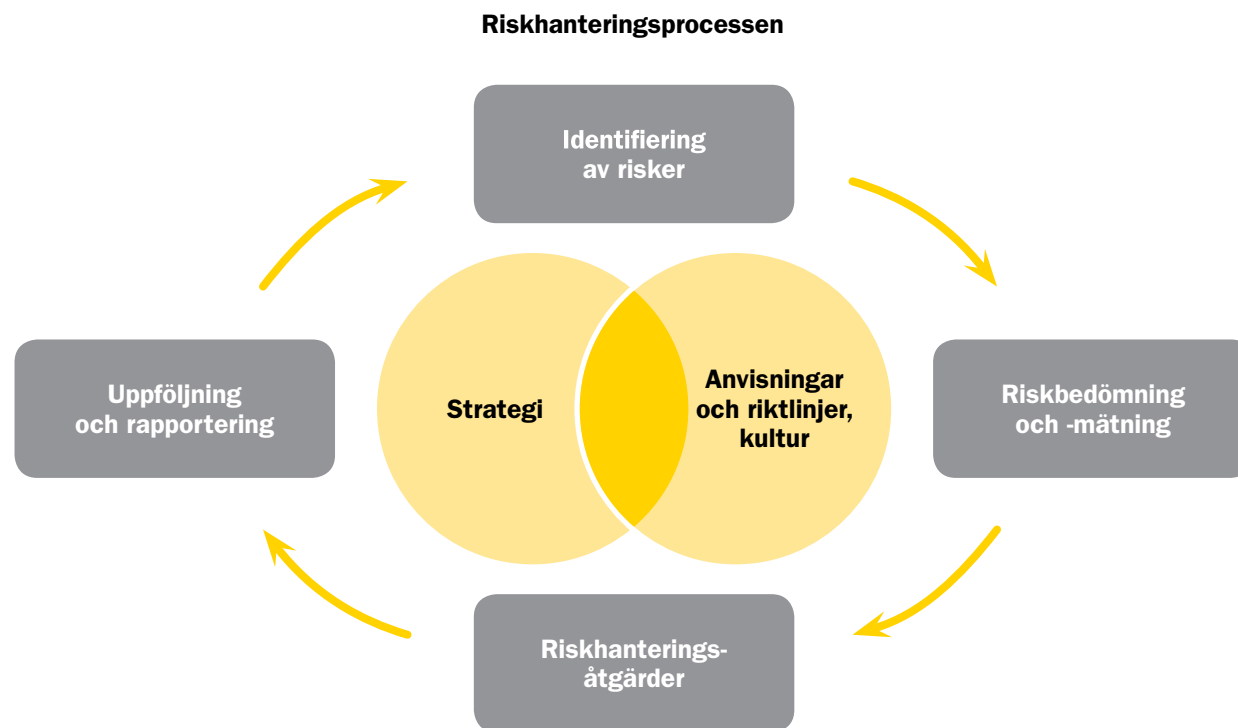 Riskhanteringsprocessen
Identifiering
av risker
Uppföljning
och rapportering
Strategi
Anvisningar
och riktlinjer,
kultur
Riskbedömning
och -mätning
Riskhanterings-
åtgärder